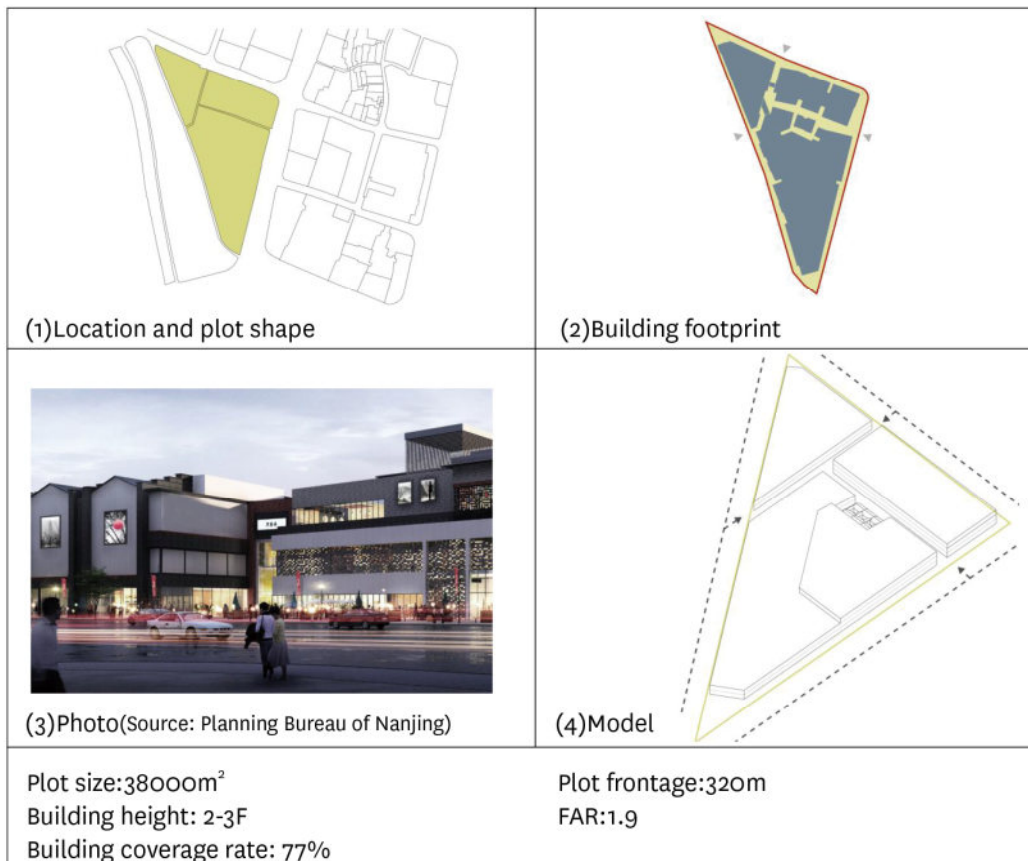 (1)Location and plot shape
(2)Building footprint
(3)Photo(Source: Planning Bureau of Nanjing)
(4)Model
Plot size:38000m²
Building height: 2-3F
Building coverage rate: 77%
Plot frontage:320m
FAR:1.9